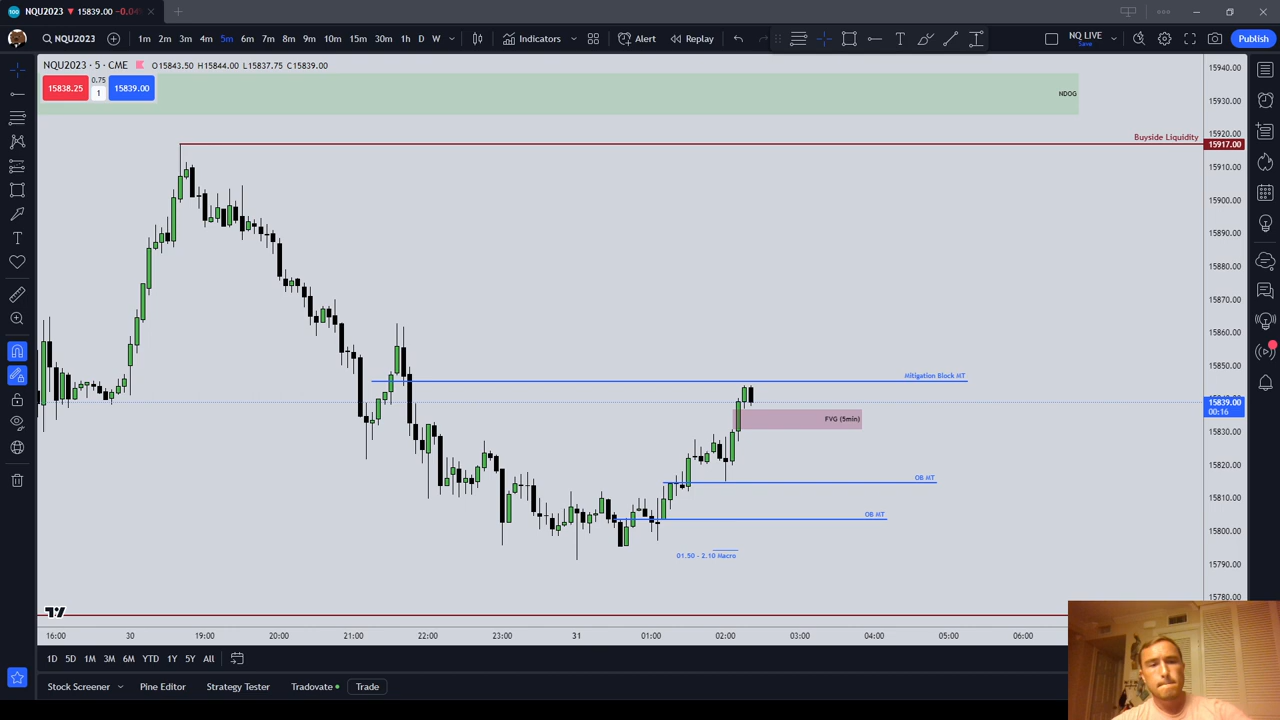 NQU2023 15839.00 -0.04
NQU2023 1m 2m 3m 4m 5m 6m 7m 8m 9m 10m 15m 30m 1h D W Indicators Alert Replay NQ LIVE Save Publish
NQU2023 · 5 · CME O15843.50 H15844.00 L15837.75 C15839.00
15838.25 0.75 1 15839.00
NDOG
Buyside Liquidity
15940.00
15930.00
15920.00
15917.00
15910.00
15900.00
15890.00
15880.00
15870.00
15860.00
15850.00
Mitigation Block MT
15839.00
00:16
FVG (5min)
15830.00
15820.00
OB MT
15810.00
OB MT
15800.00
01.50 - 2.10 Macro
15790.00
15780.00
16:00 30 19:00 20:00 21:00 22:00 23:00 31 01:00 02:00 03:00 04:00 05:00 06:00
1D 5D 1M 3M 6M YTD 1Y 5Y All
Stock Screener Pine Editor Strategy Tester Tradovate Trade